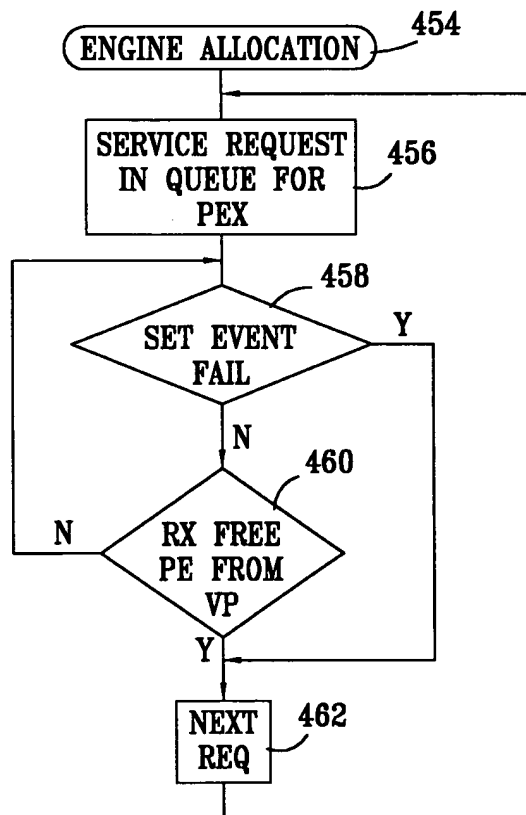 ENGINE ALLOCATION
454
SERVICE REQUEST
IN QUEUE FOR
PEX
456
458
SET EVENT
FAIL
Y
N
460
N
RX FREE
PE FROM
VP
Y
NEXT
REQ
462